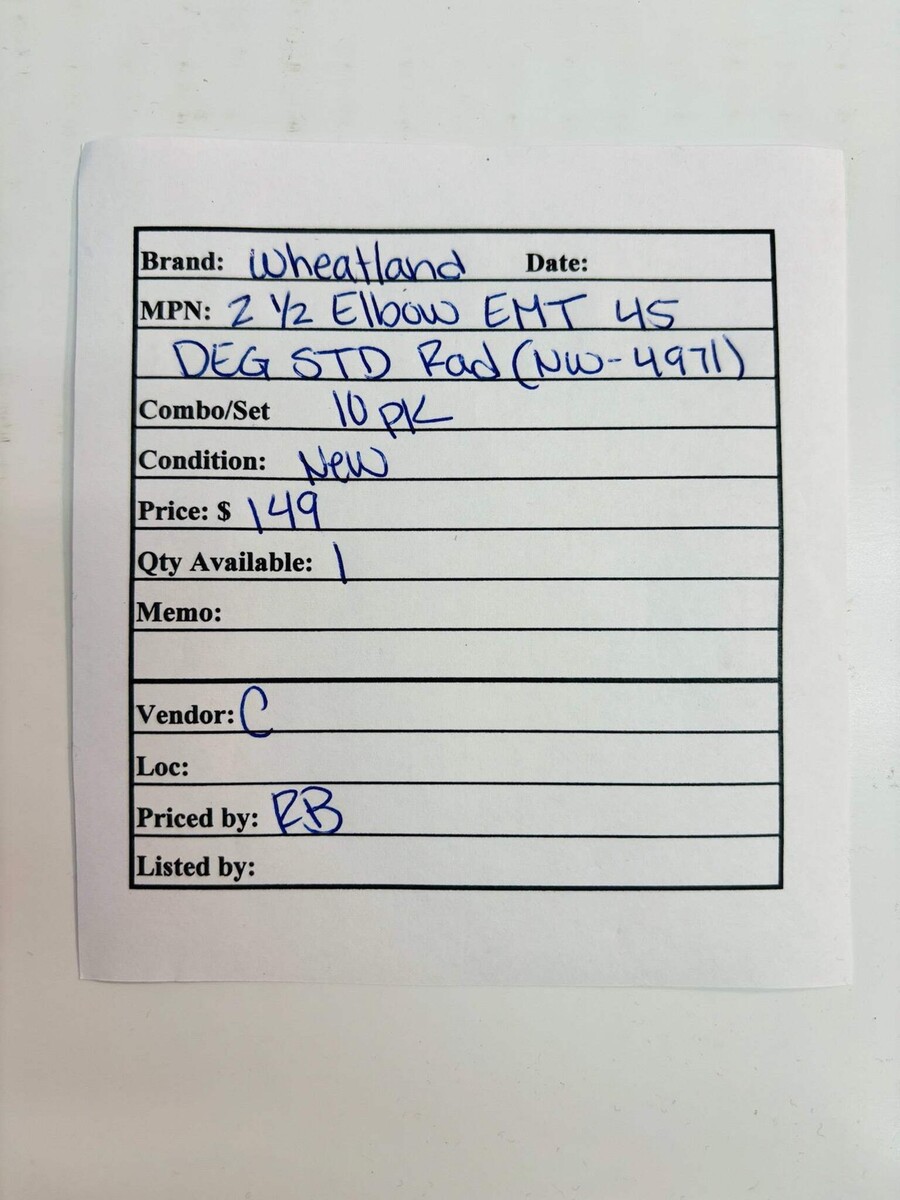 Brand: Wheatland Date:
MPN: 2 1/2 Elbow EMT 45
DEG STD Rad (NW-4971)
Combo/Set 10 PK
Condition: New
Price: $ 149
Qty Available: 1
Memo:
Vendor: C
Loc:
Priced by: RB
Listed by: